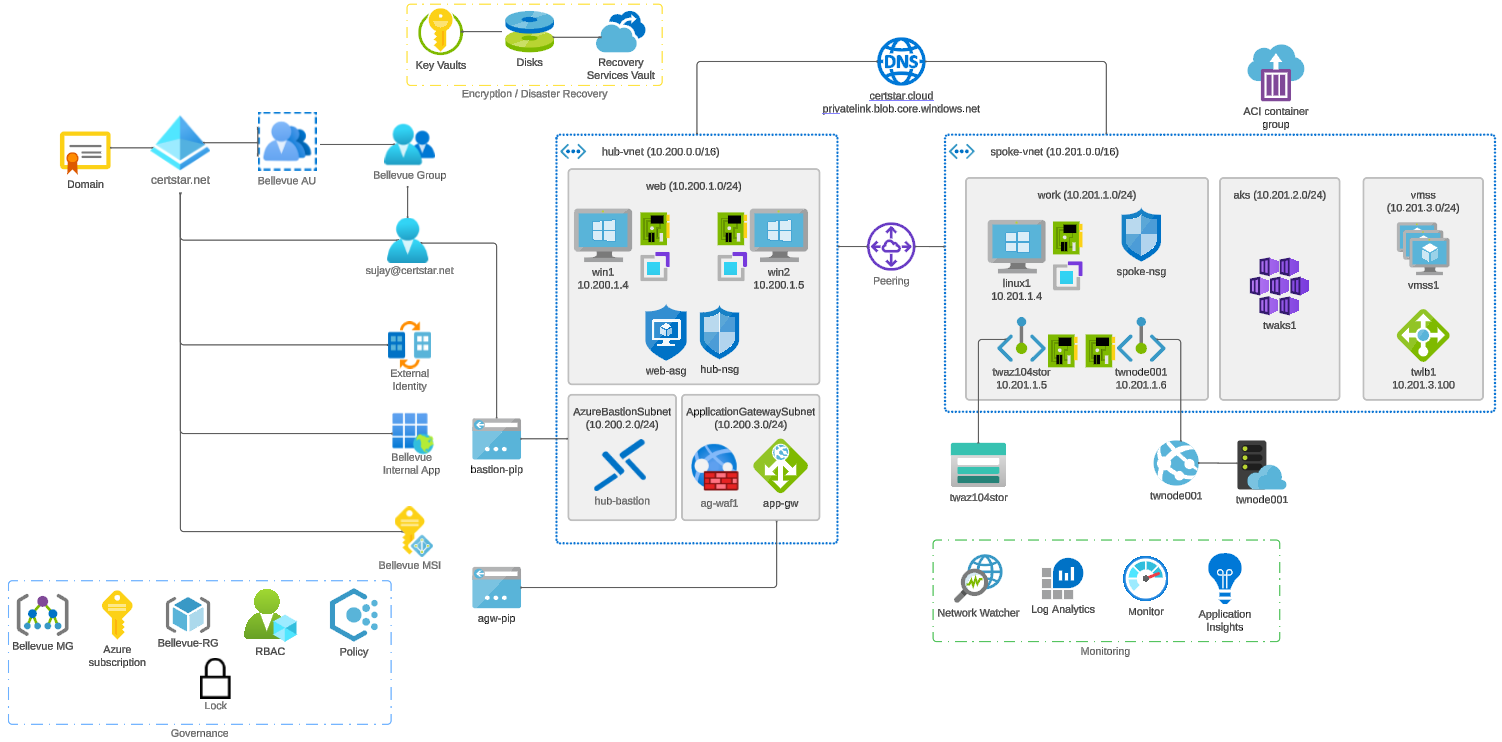 Key Vaults
Disks
Recovery
Services Vault
Encryption / Disaster Recovery
DNS
certstar.cloud
privatelink.blob.core.windows.net
ACI container
group
Domain
certstar.net
Bellevue AU
Bellevue Group
sujay@certstar.net
External
Identity
Bellevue
Internal App
Bellevue MSI
bastion-pip
agw-pip
hub-vnet (10.200.0.0/16)
web (10.200.1.0/24)
win1
10.200.1.4
win2
10.200.1.5
web-asg
hub-nsg
AzureBastionSubnet
(10.200.2.0/24)
hub-bastion
ApplicationGatewaySubnet
(10.200.3.0/24)
ag-waf1
app-gw
Peering
spoke-vnet (10.201.0.0/16)
work (10.201.1.0/24)
linux1
10.201.1.4
spoke-nsg
twaz104stor
10.201.1.5
twnode001
10.201.1.6
aks (10.201.2.0/24)
twaks1
vmss
(10.201.3.0/24)
vmss1
twlb1
10.201.3.100
twaz104stor
twnode001
twnode001
Network Watcher
Log Analytics
Monitor
Application
Insights
Monitoring
Bellevue MG
Azure
subscription
Bellevue-RG
RBAC
Policy
Lock
Governance